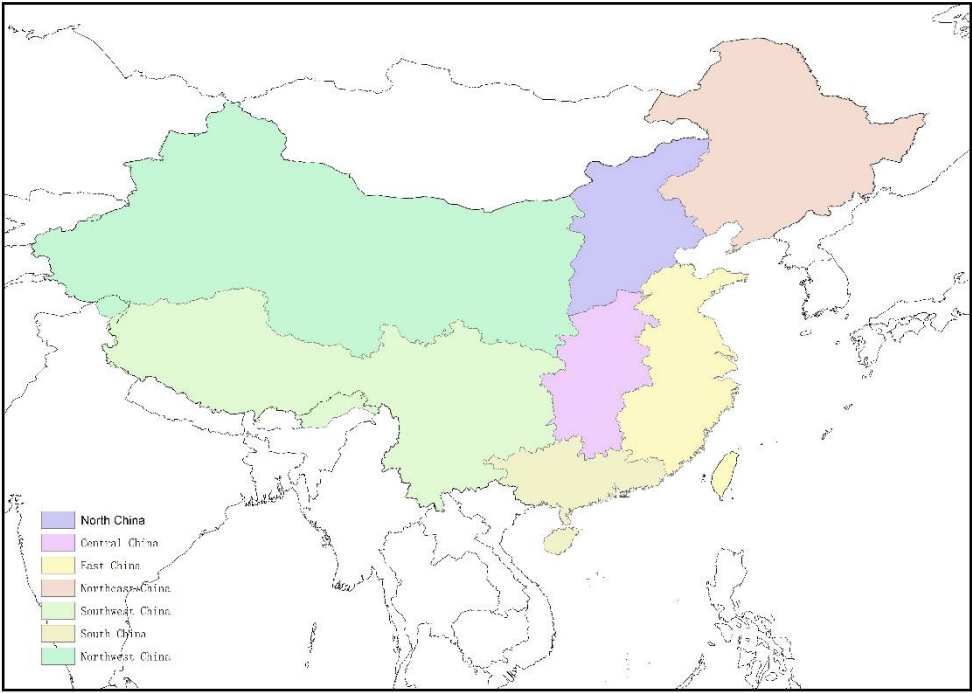 North China
Central China
East China
Northeast China
Southwest China
South China
Northwest China